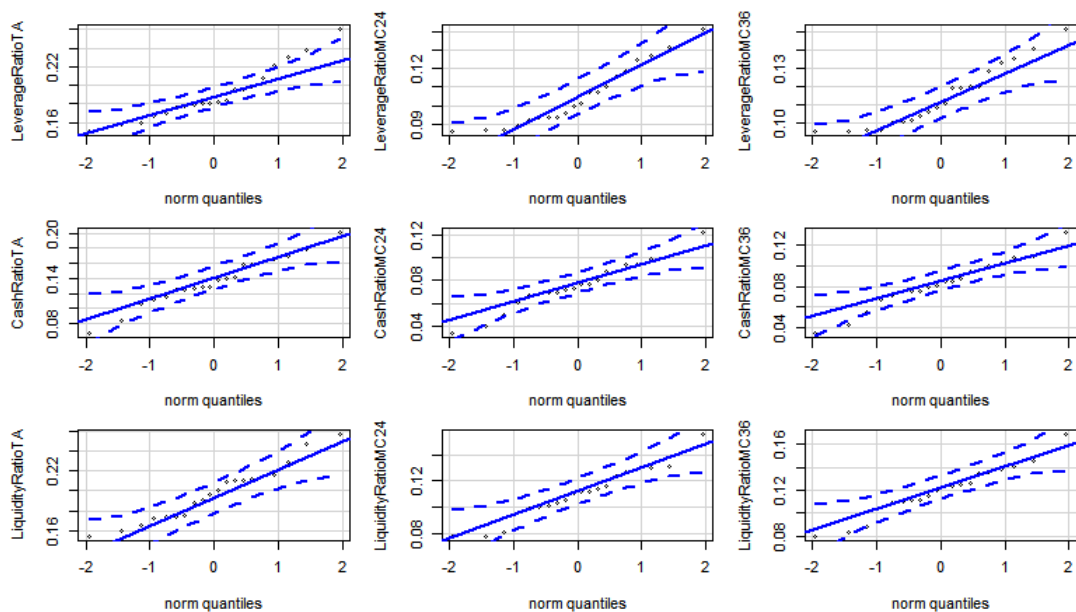 LeverageRatioTA
0.22
0.16
-2 -1 0 1 2
norm quantiles
LeverageRatioMC24
0.12
0.09
-2 -1 0 1 2
norm quantiles
LeverageRatioMC36
0.13
0.10
-2 -1 0 1 2
norm quantiles
CashRatioTA
0.20
0.14
0.08
-2 -1 0 1 2
norm quantiles
CashRatioMC24
0.12
0.08
0.04
-2 -1 0 1 2
norm quantiles
CashRatioMC36
0.12
0.08
0.04
-2 -1 0 1 2
norm quantiles
LiquidityRatioTA
0.22
0.16
-2 -1 0 1 2
norm quantiles
LiquidityRatioMC24
0.12
0.08
-2 -1 0 1 2
norm quantiles
LiquidityRatioMC36
0.16
0.12
0.08
-2 -1 0 1 2
norm quantiles